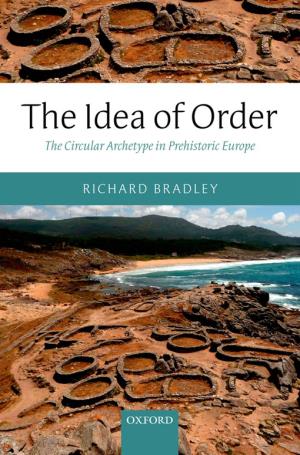 The Idea of Order
The Circular Archetype in Prehistoric Europe
RICHARD BRADLEY
OXFORD